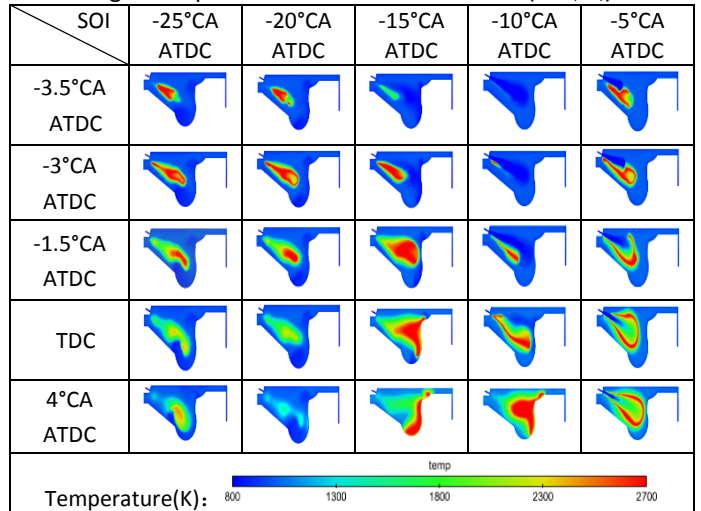 SOI
-25°CA ATDC
-20°CA ATDC
-15°CA ATDC
-10°CA ATDC
-5°CA ATDC
-3.5°CA
ATDC
-3°CA
ATDC
-1.5°CA
ATDC
TDC
4°CA
ATDC
temp
Temperature(K)：
800 1300 1800 2300 2700